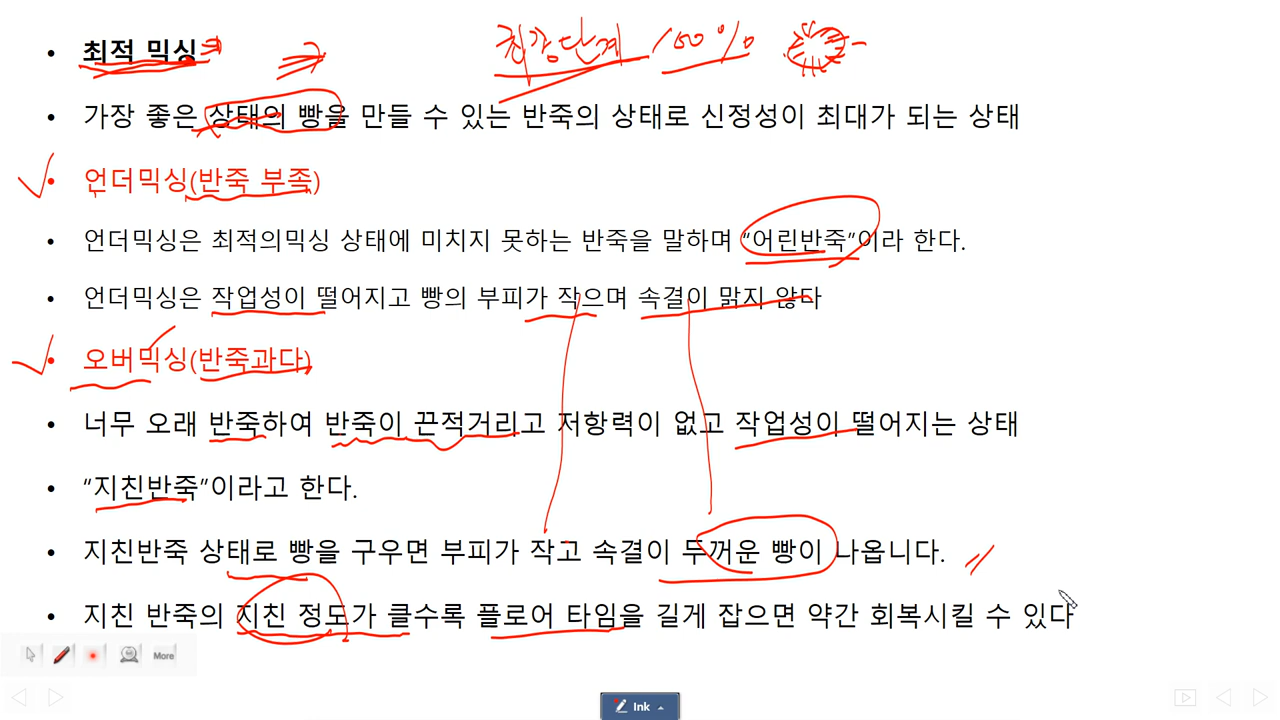 최종단계 100%
최적 믹싱
가장 좋은 상태의 빵을 만들 수 있는 반죽의 상태로 신정성이 최대가 되는 상태
언더믹싱(반죽 부족)
언더믹싱은 최적의믹싱 상태에 미치지 못하는 반죽을 말하며 “어린반죽”이라 한다.
언더믹싱은 작업성이 떨어지고 빵의 부피가 작으며 속결이 맑지 않다
오버믹싱(반죽과다)
너무 오래 반죽하여 반죽이 끈적거리고 저항력이 없고 작업성이 떨어지는 상태
“지친반죽”이라고 한다.
지친반죽 상태로 빵을 구우면 부피가 작고 속결이 두꺼운 빵이 나옵니다.
지친 반죽의 지친 정도가 클수록 플로어 타임을 길게 잡으면 약간 회복시킬 수 있다
More
Ink